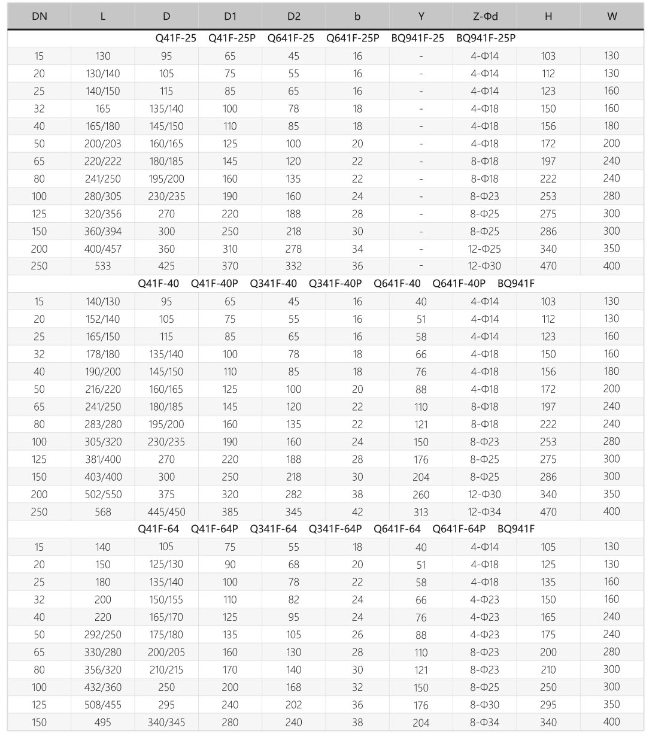 DN L D D1 D2 b Y Z-Φd H W
Q41F-25 Q41F-25P Q641F-25 Q641F-25P BQ941F-25 BQ941F-25P
15 130 95 65 45 16 - 4-Φ14 103 130
20 130/140 105 75 55 16 - 4-Φ14 112 130
25 140/150 115 85 65 16 - 4-Φ14 123 160
32 165 135/140 100 78 18 - 4-Φ18 150 160
40 165/180 145/150 110 85 18 - 4-Φ18 156 180
50 200/203 160/165 125 100 20 - 4-Φ18 172 200
65 220/222 180/185 145 120 22 - 8-Φ18 197 240
80 241/250 195/200 160 135 22 - 8-Φ18 222 240
100 280/305 230/235 190 160 24 - 8-Φ23 253 280
125 320/356 270 220 188 28 - 8-Φ25 275 300
150 360/394 300 250 218 30 - 8-Φ25 286 300
200 400/457 360 310 278 34 - 12-Φ25 340 350
250 533 425 370 332 36 - 12-Φ30 470 400
Q41F-40 Q41F-40P Q341F-40 Q341F-40P Q641F-40 Q641F-40P BQ941F
15 140/130 95 65 45 16 40 4-Φ14 103 130
20 152/140 105 75 55 16 51 4-Φ14 112 130
25 165/150 115 85 65 16 58 4-Φ14 123 160
32 178/180 135/140 100 78 18 66 4-Φ18 150 160
40 190/200 145/150 110 85 18 76 4-Φ18 156 180
50 216/220 160/165 125 100 20 88 4-Φ18 172 200
65 241/250 180/185 145 120 22 110 8-Φ18 197 240
80 283/280 195/200 160 135 22 121 8-Φ18 222 240
100 305/320 230/235 190 160 24 150 8-Φ23 253 280
125 381/400 270 220 188 28 176 8-Φ25 275 300
150 403/400 300 250 218 30 204 8-Φ25 286 300
200 502/550 375 320 282 38 260 12-Φ30 340 350
250 568 445/450 385 345 42 313 12-Φ34 470 400
Q41F-64 Q41F-64P Q341F-64 Q341F-64P Q641F-64 Q641F-64P BQ941F
15 140 105 75 55 18 40 4-Φ14 105 130
20 150 125/130 90 68 20 51 4-Φ18 125 130
25 180 135/140 100 78 22 58 4-Φ18 135 160
32 200 150/155 110 82 24 66 4-Φ23 150 160
40 220 165/170 125 95 24 76 4-Φ23 165 240
50 292/250 175/180 135 105 26 88 4-Φ23 175 240
65 330/280 200/205 160 130 28 110 8-Φ23 200 280
80 356/320 210/215 170 140 30 121 8-Φ23 210 300
100 432/360 250 200 168 32 150 8-Φ25 250 300
125 508/455 295 240 202 36 176 8-Φ30 295 350
150 495 340/345 280 240 38 204 8-Φ34 340 400